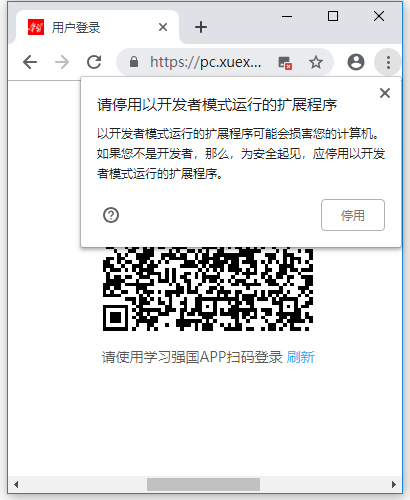 用户登录
https://pc.xuex...
请停用以开发者模式运行的扩展程序
以开发者模式运行的扩展程序可能会损害您的计算机。
如果您不是开发者，那么，为安全起见，应停用以开发
者模式运行的扩展程序。
停用
请使用学习强国APP扫码登录 刷新